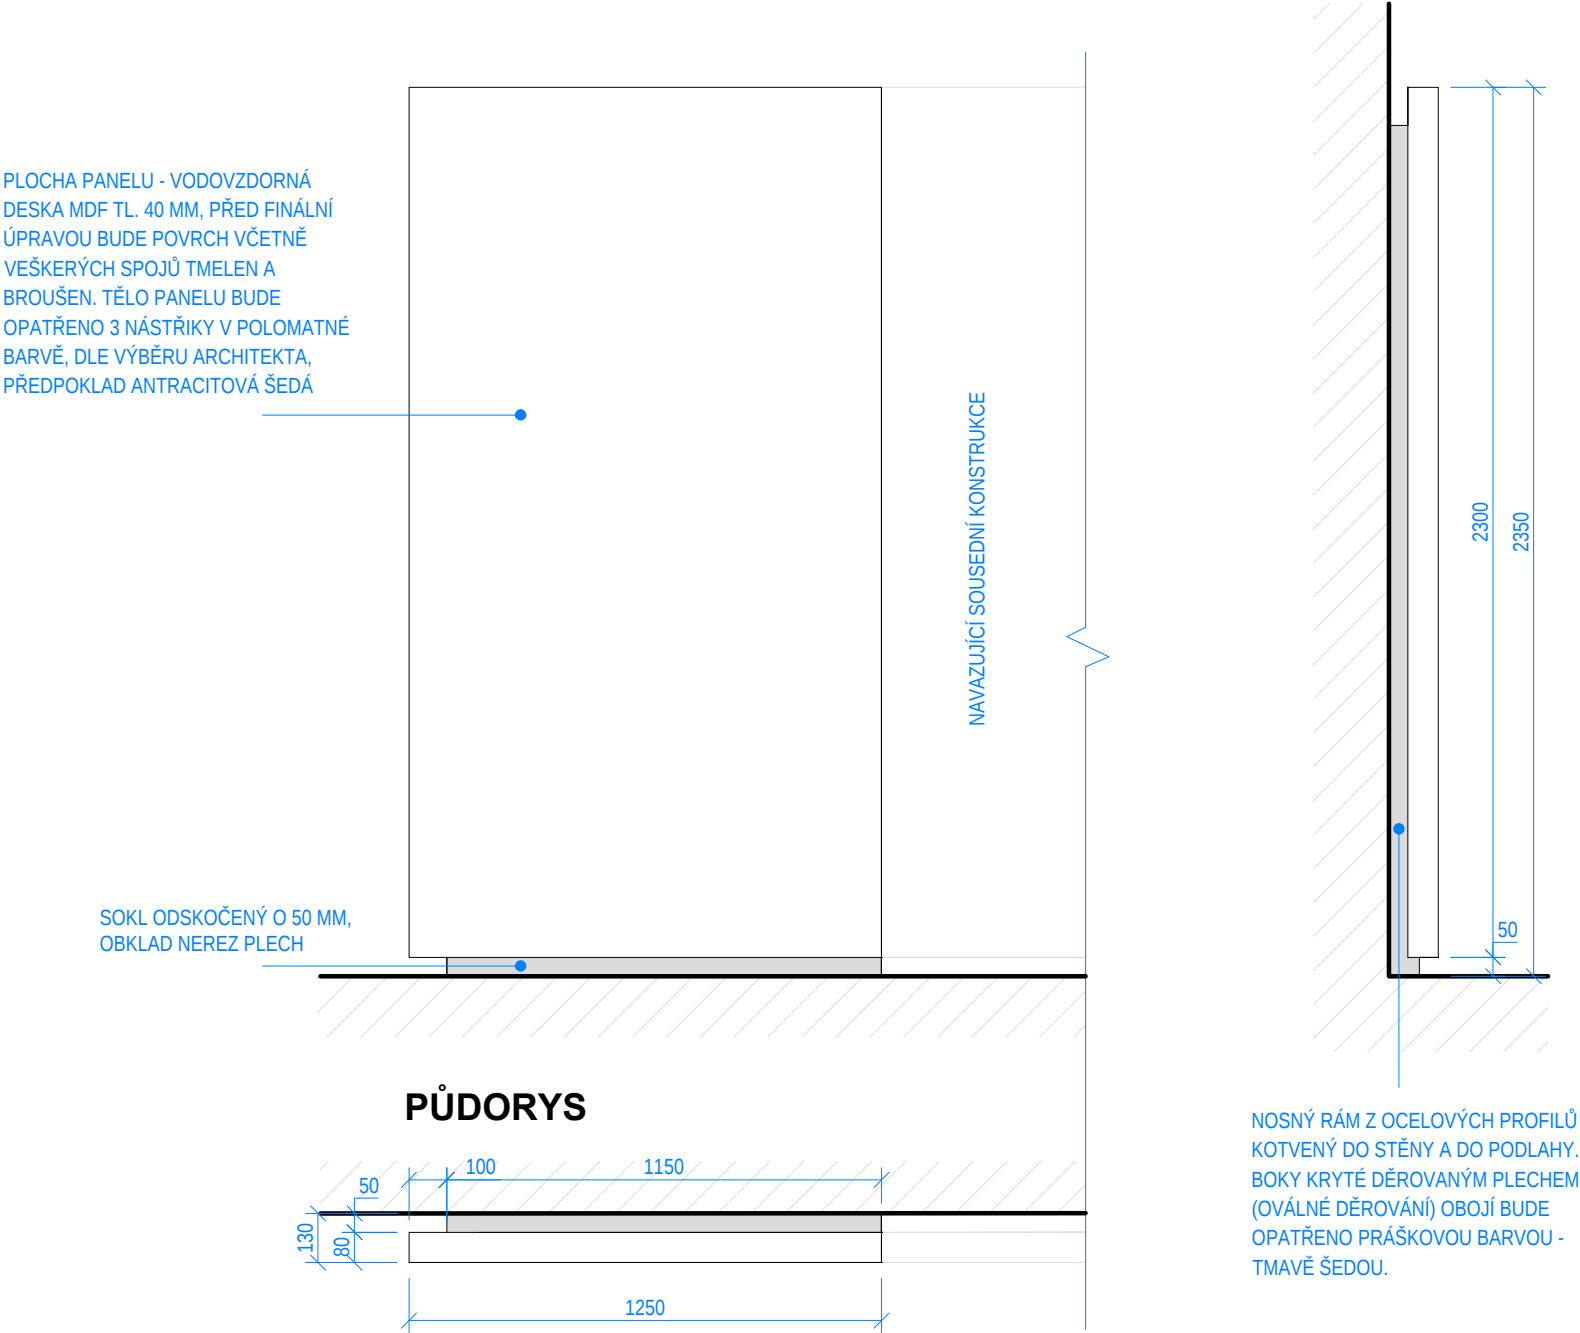 PLOCHA PANELU - VODOVZDORNÁ
DESKA MDF TL. 40 MM, PŘED FINÁLNÍ
ÚPRAVOU BUDE POVRCH VČETNĚ
VEŠKERÝCH SPOJŮ TMELEN A
BROUŠEN. TĚLO PANELU BUDE
OPATŘENO 3 NÁSTŘIKY V POLOMATNÉ
BARVĚ, DLE VÝBĚRU ARCHITEKTA,
PŘEDPOKLAD ANTRACITOVÁ ŠEDÁ
NAVAZUJÍCÍ SOUSEDNÍ KONSTRUKCE
2300
2350
50
SOKL ODSKOČENÝ O 50 MM,
OBKLAD NEREZ PLECH
PŮDORYS
100
1150
50
130
80
1250
NOSNÝ RÁM Z OCELOVÝCH PROFILŮ
KOTVENÝ DO STĚNY A DO PODLAHY.
BOKY KRYTÉ DĚROVANÝM PLECHEM
(OVÁLNÉ DĚROVÁNÍ) OBOJÍ BUDE
OPATŘENO PRÁŠKOVOU BARVOU -
TMAVĚ ŠEDOU.